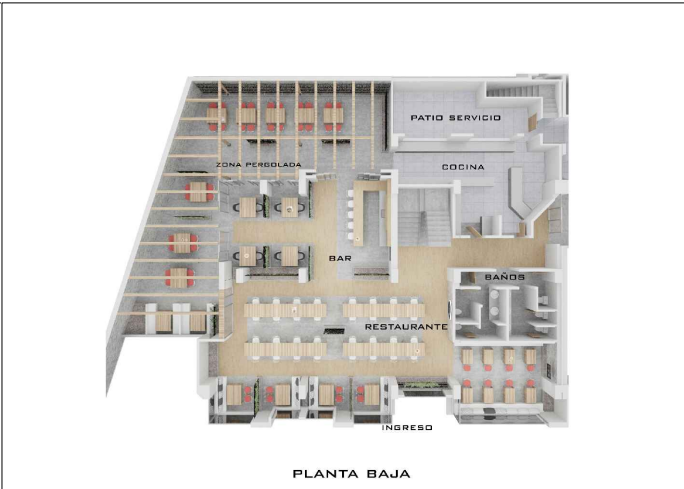 PATIO SERVICIO
ZONA PERGOLADA
COCINA
BAR
BAÑOS
RESTAURANTE
INGRESO
PLANTA BAJA